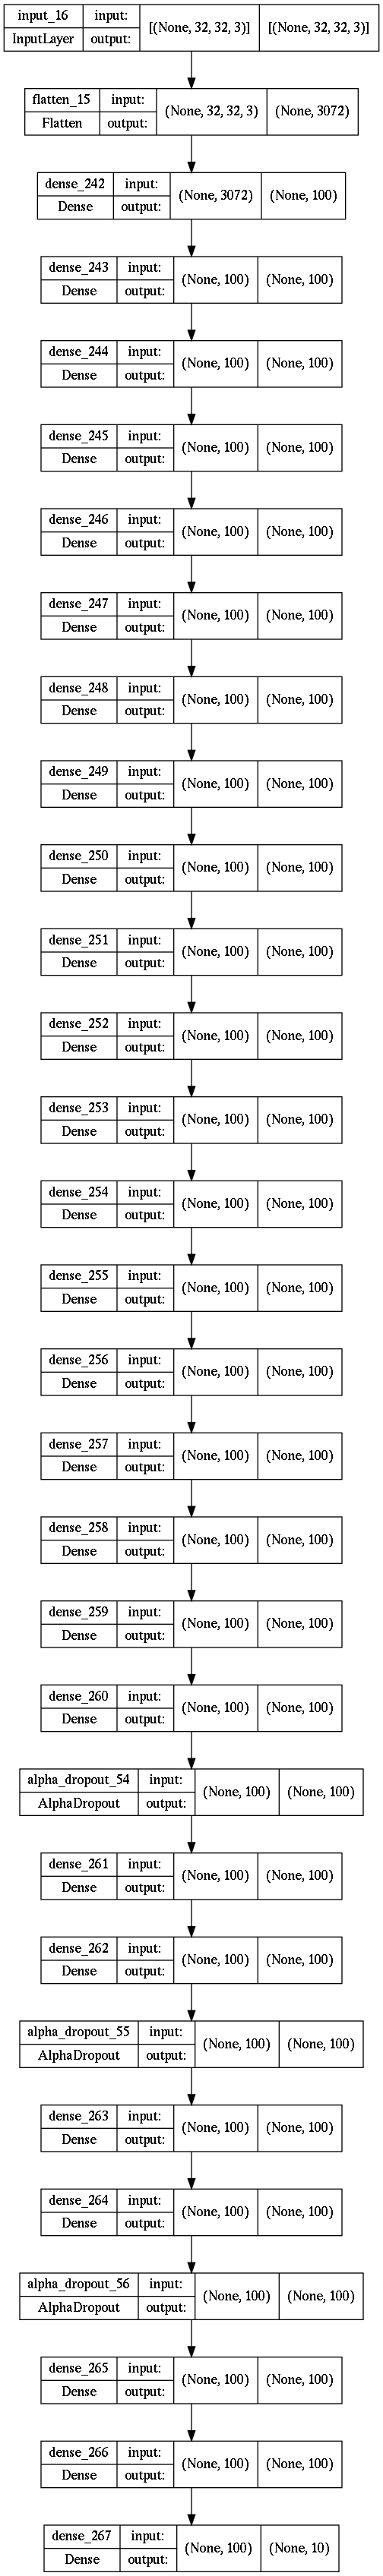 input_16 input: [(None, 32, 32, 3)] [(None, 32, 32, 3)]
InputLayer output:
flatten_15 input: (None, 32, 32, 3) (None, 3072)
Flatten output:
dense_242 input: (None, 3072) (None, 100)
Dense output:
dense_243 input: (None, 100) (None, 100)
Dense output:
dense_244 input: (None, 100) (None, 100)
Dense output:
dense_245 input: (None, 100) (None, 100)
Dense output:
dense_246 input: (None, 100) (None, 100)
Dense output:
dense_247 input: (None, 100) (None, 100)
Dense output:
dense_248 input: (None, 100) (None, 100)
Dense output:
dense_249 input: (None, 100) (None, 100)
Dense output:
dense_250 input: (None, 100) (None, 100)
Dense output:
dense_251 input: (None, 100) (None, 100)
Dense output:
dense_252 input: (None, 100) (None, 100)
Dense output:
dense_253 input: (None, 100) (None, 100)
Dense output:
dense_254 input: (None, 100) (None, 100)
Dense output:
dense_255 input: (None, 100) (None, 100)
Dense output:
dense_256 input: (None, 100) (None, 100)
Dense output:
dense_257 input: (None, 100) (None, 100)
Dense output:
dense_258 input: (None, 100) (None, 100)
Dense output:
dense_259 input: (None, 100) (None, 100)
Dense output:
dense_260 input: (None, 100) (None, 100)
Dense output:
alpha_dropout_54 input: (None, 100) (None, 100)
AlphaDropout output:
dense_261 input: (None, 100) (None, 100)
Dense output:
dense_262 input: (None, 100) (None, 100)
Dense output:
alpha_dropout_55 input: (None, 100) (None, 100)
AlphaDropout output:
dense_263 input: (None, 100) (None, 100)
Dense output:
dense_264 input: (None, 100) (None, 100)
Dense output:
alpha_dropout_56 input: (None, 100) (None, 100)
AlphaDropout output:
dense_265 input: (None, 100) (None, 100)
Dense output:
dense_266 input: (None, 100) (None, 100)
Dense output:
dense_267 input: (None, 100) (None, 10)
Dense output: